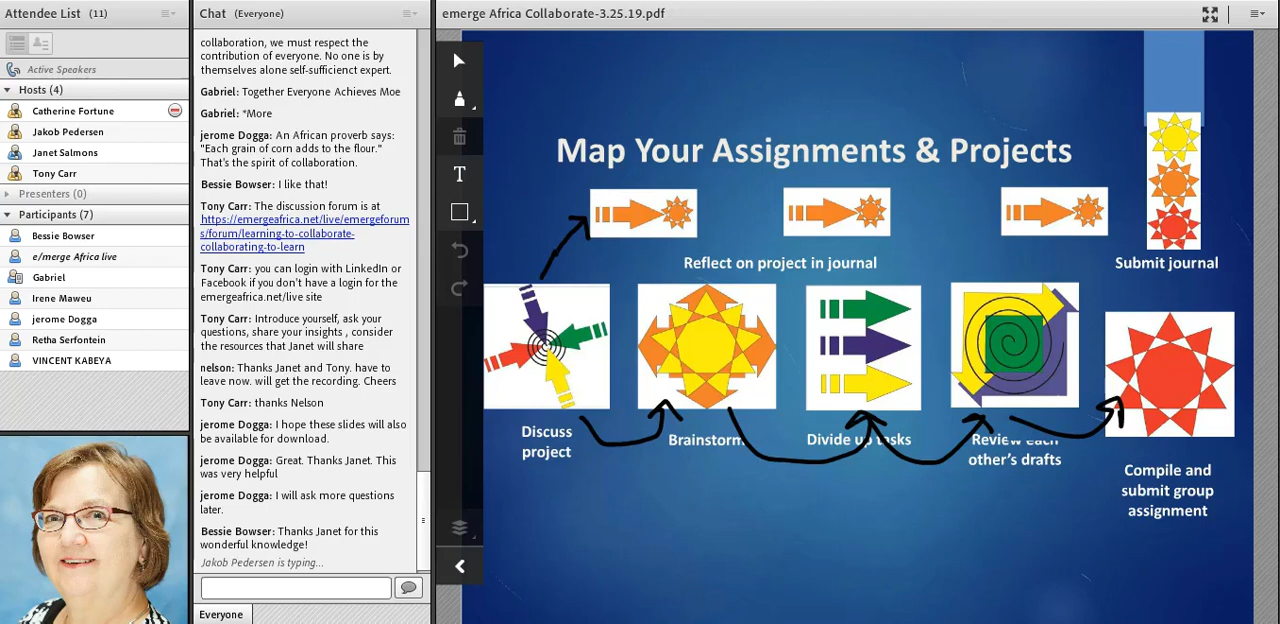 Attendee List (11)
Active Speakers
Hosts (4)
Catherine Fortune
Jakob Pedersen
Janet Salmons
Tony Carr
Presenters (0)
Participants (7)
Bessie Bowser
e/merge Africa live
Gabriel
Irene Maweu
jerome Dogga
Retha Serfontein
VINCENT KABEYA
Chat (Everyone)
collaboration, we must respect the
contribution of everyone. No one is by
themselves alone self-sufficienct expert.
Gabriel: Together Everyone Achieves Moe
Gabriel: *More
jerome Dogga: An African proverb says:
"Each grain of corn adds to the flour."
That's the spirit of collaboration.
Bessie Bowser: I like that!
Tony Carr: The discussion forum is at
https://emergeafrica.net/live/emergeforum
s/forum/learning-to-collaborate-
collaborating-to-learn
Tony Carr: you can login with LinkedIn or
Facebook if you don't have a login for the
emergeafrica.net/live site
Tony Carr: Introduce yourself, ask your
questions, share your insights , consider
the resources that Janet will share
nelson: Thanks Janet and Tony. have to
leave now. will get the recording. Cheers
Tony Carr: thanks Nelson
jerome Dogga: I hope these slides will also
be available for download.
jerome Dogga: Great. Thanks Janet. This
was very helpful
jerome Dogga: I will ask more questions
later.
Bessie Bowser: Thanks Janet for this
wonderful knowledge!
Jakob Pedersen is typing...
Everyone
emerge Africa Collaborate-3.25.19.pdf
T
Map Your Assignments & Projects
Reflect on project in journal
Submit journal
Discuss
project
Brainstorm
Divide up tasks
Review each
other's drafts
Compile and
submit group
assignment